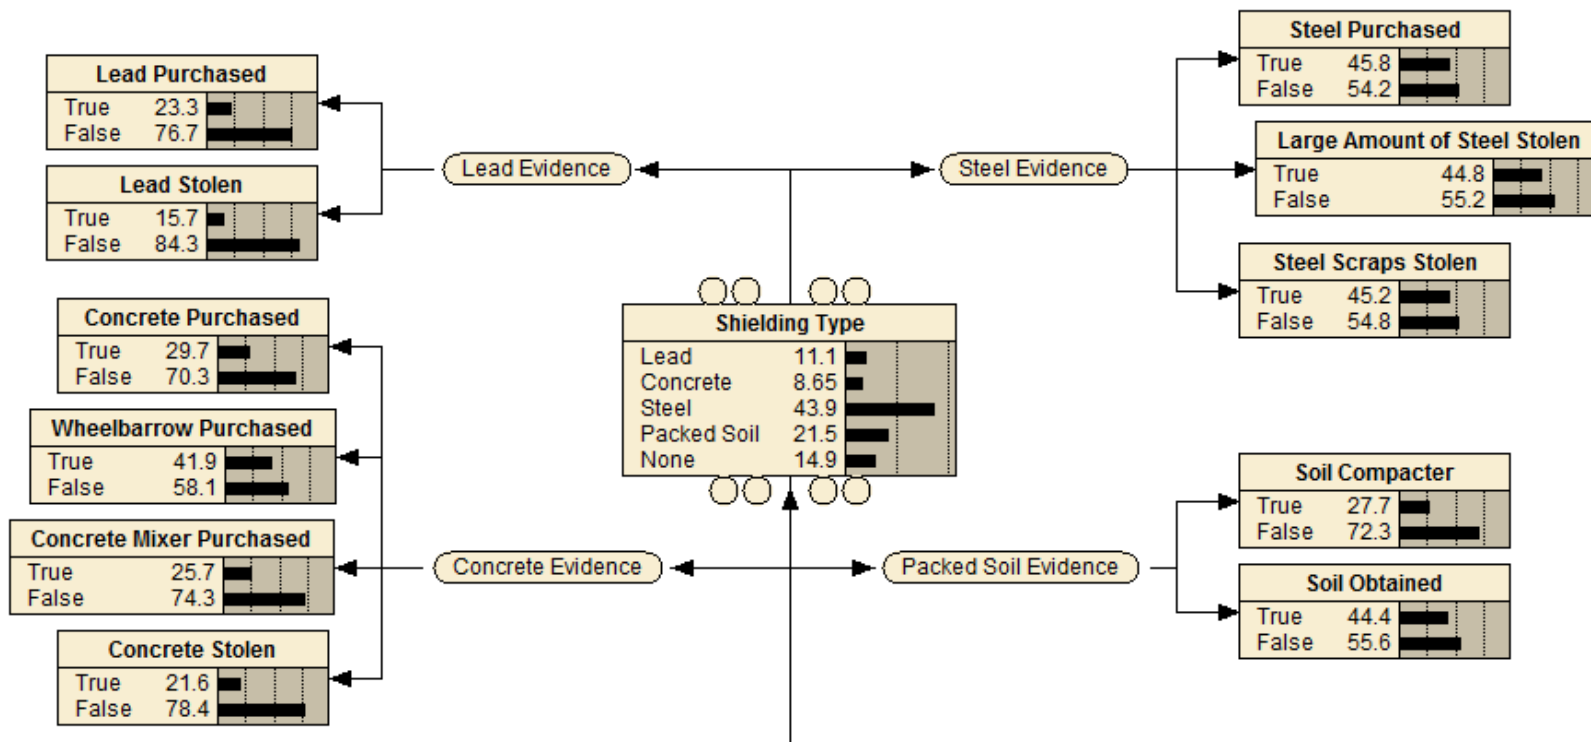 Lead Purchased
True 23.3
False 76.7
Lead Stolen
True 15.7
False 84.3
Lead Evidence
Steel Evidence
Steel Purchased
True 45.8
False 54.2
Large Amount of Steel Stolen
True 44.8
False 55.2
Steel Scraps Stolen
True 45.2
False 54.8
Shielding Type
Lead 11.1
Concrete 8.65
Steel 43.9
Packed Soil 21.5
None 14.9
Concrete Purchased
True 29.7
False 70.3
Wheelbarrow Purchased
True 41.9
False 58.1
Concrete Mixer Purchased
True 25.7
False 74.3
Concrete Stolen
True 21.6
False 78.4
Concrete Evidence
Packed Soil Evidence
Soil Compacter
True 27.7
False 72.3
Soil Obtained
True 44.4
False 55.6